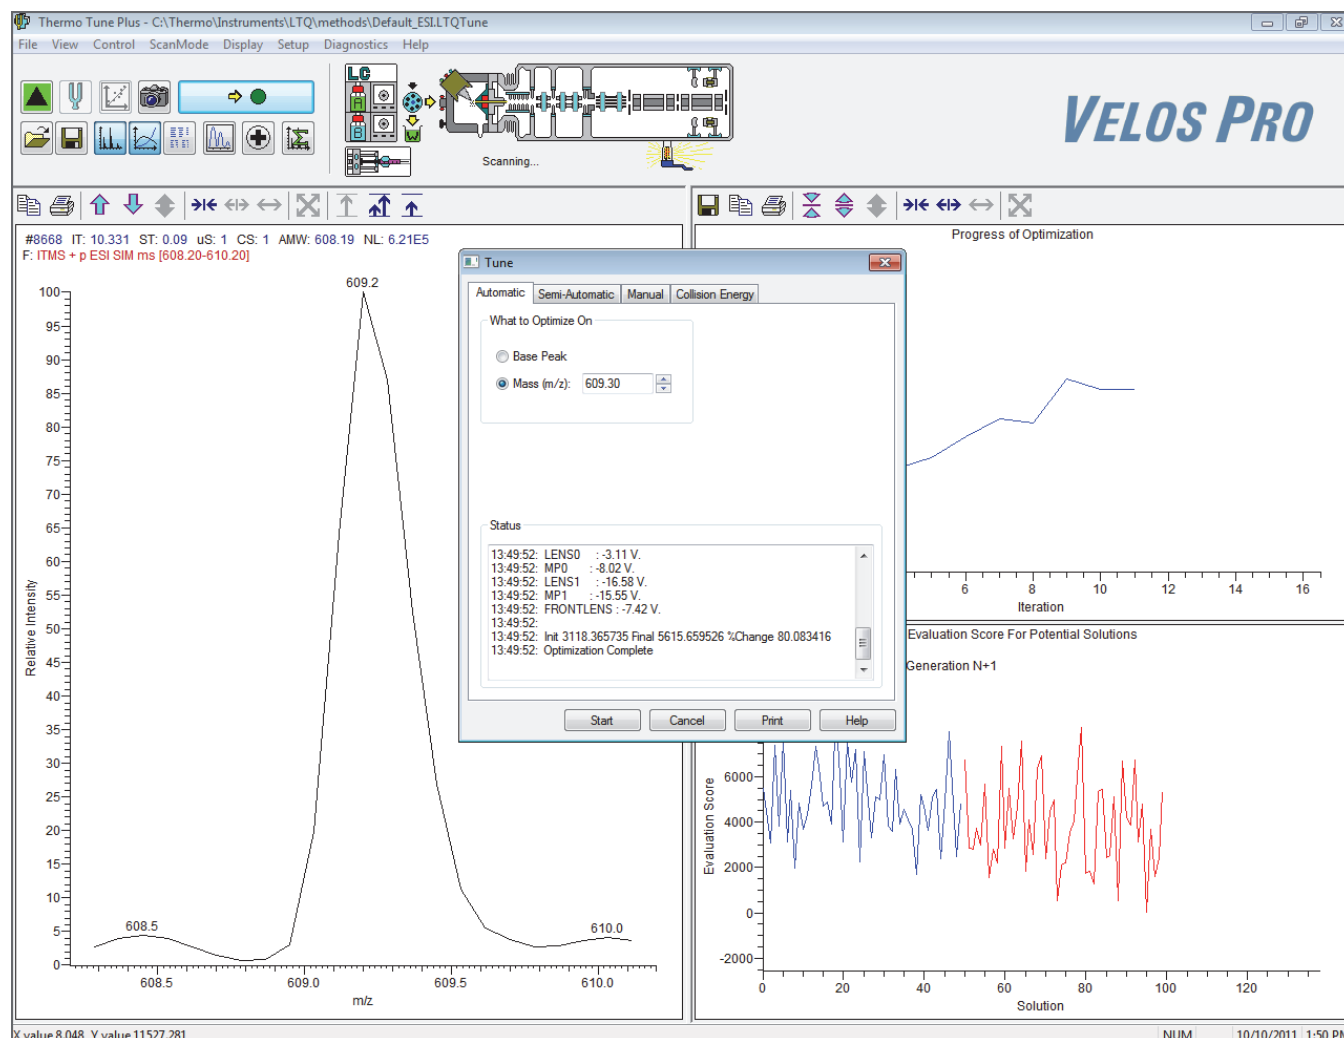 Thermo Tune Plus - C:\Thermo\Instruments\LTQ\methods\Default_ESI.LTQTune
File View Control ScanMode Display Setup Diagnostics Help
LC
A
B
W
Scanning...
VELOS PRO
#8668 IT: 10.331 ST: 0.09 uS: 1 CS: 1 AMW: 608.19 NL: 6.21E5
F: ITMS + p ESI SIM ms [608.20-610.20]
609.2
100
95
90
85
80
75
70
65
60
55
50
45
40
35
30
25
20
15
10
5
0
Relative Intensity
608.5
610.0
608.5 609.0 609.5 610.0
m/z
Tune
Automatic Semi-Automatic Manual Collision Energy
What to Optimize On
Base Peak
Mass (m/z): 609.30
Status
13:49:52: LENS0 : -3.11 V.
13:49:52: MP0 : -8.02 V.
13:49:52: LENS1 : -16.58 V.
13:49:52: MP1 : -15.55 V.
13:49:52: FRONTLENS : -7.42 V.
13:49:52:
13:49:52: Init 3118.365735 Final 5615.659526 %Change 80.083416
13:49:52: Optimization Complete
Start Cancel Print Help
Progress of Optimization
6 8 10 12 14 16
Iteration
Evaluation Score For Potential Solutions
Generation N+1
6000
4000
2000
0
-2000
Evaluation Score
0 20 40 60 80 100 120
Solution
X value 8.048 Y value 11527.281
NUM 10/10/2011 1:50 PM